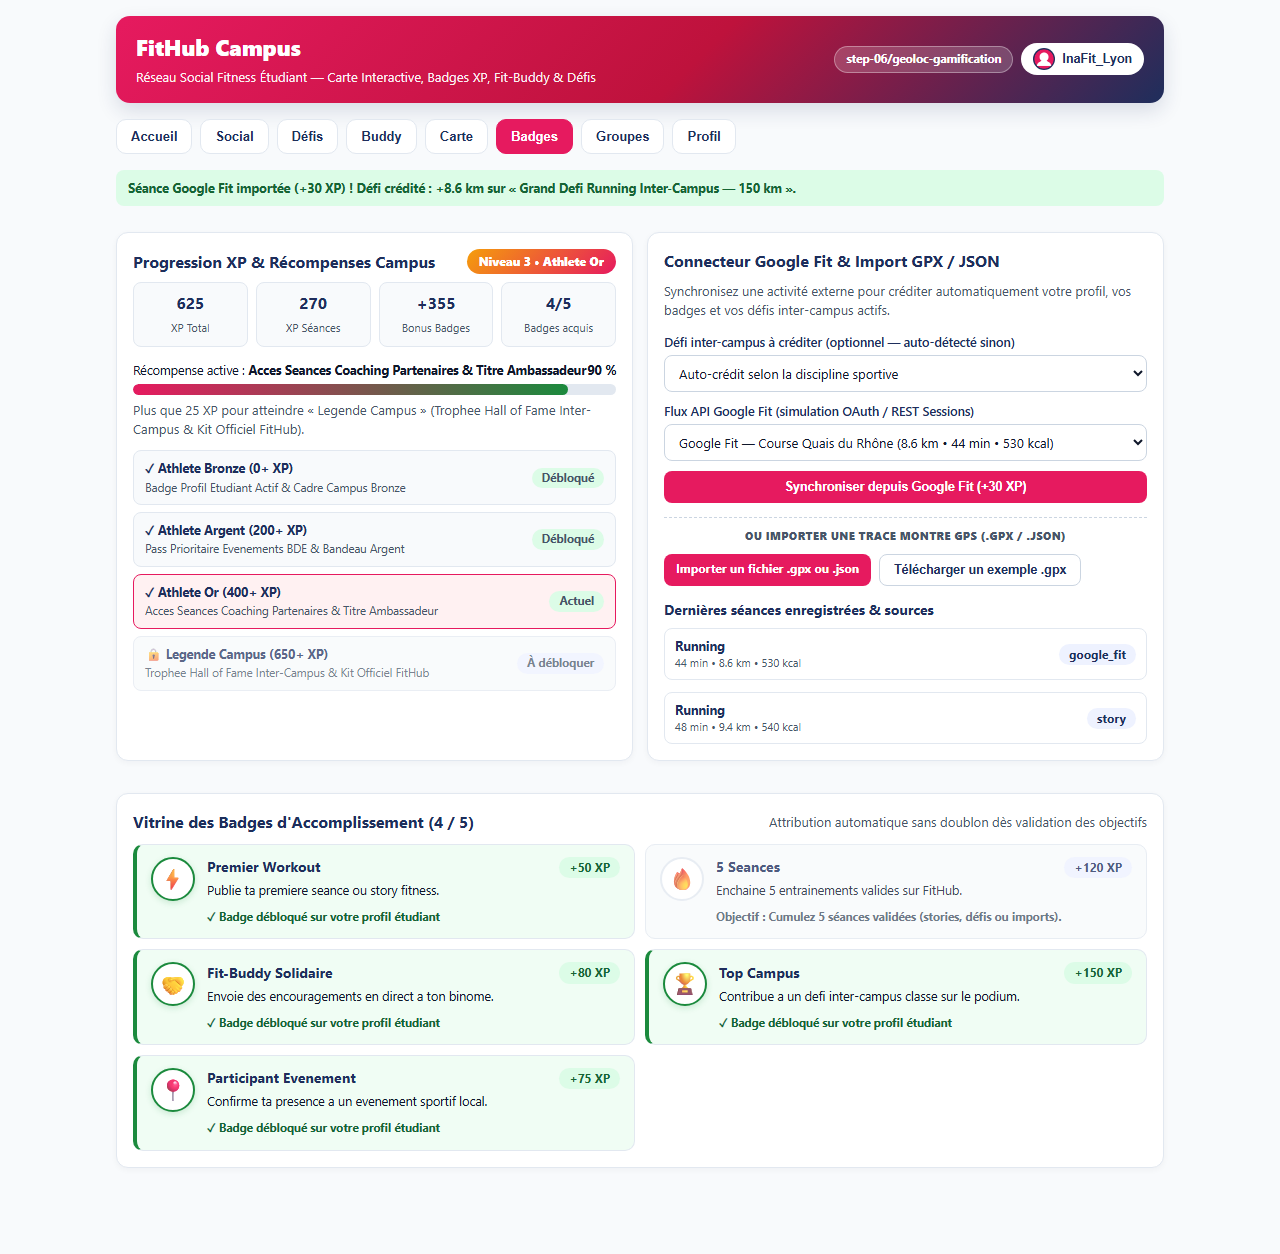 FitHub Campus
Réseau Social Fitness Étudiant — Carte Interactive, Badges XP, Fit-Buddy & Défis
step-06/geoloc-gamification
InaFit_Lyon
Accueil
Social
Défis
Buddy
Carte
Badges
Groupes
Profil
Séance Google Fit importée (+30 XP) ! Défi crédité : +8.6 km sur « Grand Defi Running Inter-Campus — 150 km ».
Progression XP & Récompenses Campus
Niveau 3 • Athlete Or
625
XP Total
270
XP Séances
+355
Bonus Badges
4/5
Badges acquis
Récompense active : Acces Seances Coaching Partenaires & Titre Ambassadeur 90 %
Plus que 25 XP pour atteindre « Legende Campus » (Trophee Hall of Fame Inter-
Campus & Kit Officiel FitHub).
✓ Athlete Bronze (0+ XP)
Badge Profil Etudiant Actif & Cadre Campus Bronze
Débloqué
✓ Athlete Argent (200+ XP)
Pass Prioritaire Evenements BDE & Bandeau Argent
Débloqué
✓ Athlete Or (400+ XP)
Acces Seances Coaching Partenaires & Titre Ambassadeur
Actuel
🔒 Legende Campus (650+ XP)
Trophee Hall of Fame Inter-Campus & Kit Officiel FitHub
À débloquer
Connecteur Google Fit & Import GPX / JSON
Synchronisez une activité externe pour créditer automatiquement votre profil, vos
badges et vos défis inter-campus actifs.
Défi inter-campus à créditer (optionnel — auto-détecté sinon)
Auto-crédit selon la discipline sportive
Flux API Google Fit (simulation OAuth / REST Sessions)
Google Fit — Course Quais du Rhône (8.6 km • 44 min • 530 kcal)
Synchroniser depuis Google Fit (+30 XP)
OU IMPORTER UNE TRACE MONTRE GPS (.GPX / .JSON)
Importer un fichier .gpx ou .json
Télécharger un exemple .gpx
Dernières séances enregistrées & sources
Running
44 min • 8.6 km • 530 kcal
google_fit
Running
48 min • 9.4 km • 540 kcal
story
Vitrine des Badges d'Accomplissement (4 / 5)
Attribution automatique sans doublon dès validation des objectifs
Premier Workout
+50 XP
Publie ta premiere seance ou story fitness.
✓ Badge débloqué sur votre profil étudiant
5 Seances
+120 XP
Enchaine 5 entrainements valides sur FitHub.
Objectif : Cumulez 5 séances validées (stories, défis ou imports).
Fit-Buddy Solidaire
+80 XP
Envoie des encouragements en direct a ton binome.
✓ Badge débloqué sur votre profil étudiant
Top Campus
+150 XP
Contribue a un defi inter-campus classe sur le podium.
✓ Badge débloqué sur votre profil étudiant
Participant Evenement
+75 XP
Confirme ta presence a un evenement sportif local.
✓ Badge débloqué sur votre profil étudiant